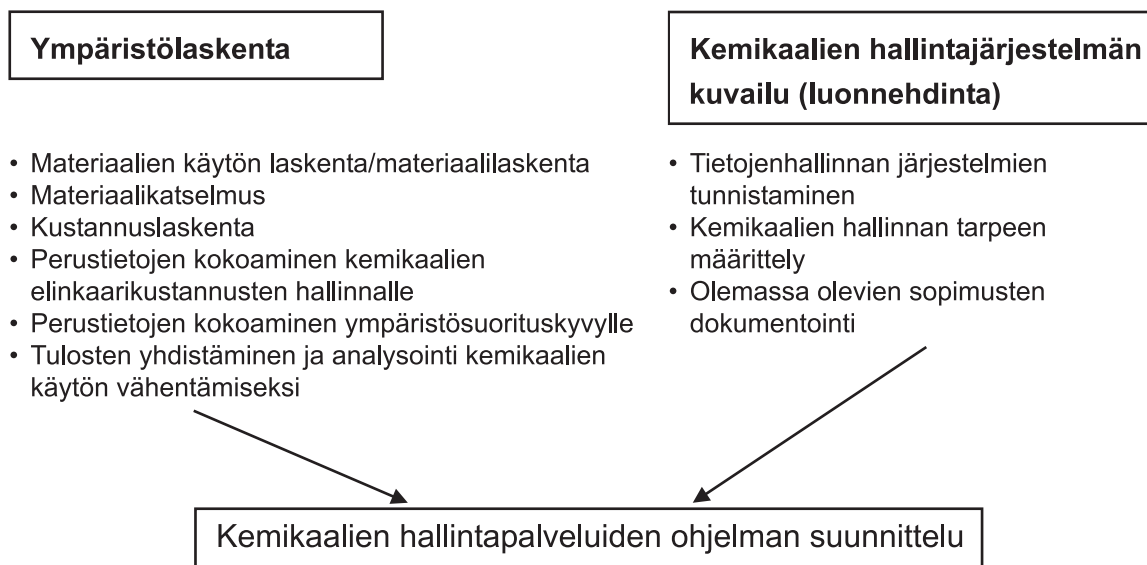 Ympäristölaskenta
• Materiaalien käytön laskenta/materiaalilaskenta
• Materiaalikatselmus
• Kustannuslaskenta
• Perustietojen kokoaminen kemikaalien
elinkaarikustannusten hallinnalle
• Perustietojen kokoaminen ympäristösuorituskyvylle
• Tulosten yhdistäminen ja analysointi kemikaalien
käytön vähentämiseksi
Kemikaalien hallintajärjestelmän
kuvailu (luonnehdinta)
• Tietojenhallinnan järjestelmien
tunnistaminen
• Kemikaalien hallinnan tarpeen
määrittely
• Olemassa olevien sopimusten
dokumentointi
Kemikaalien hallintapalveluiden ohjelman suunnittelu